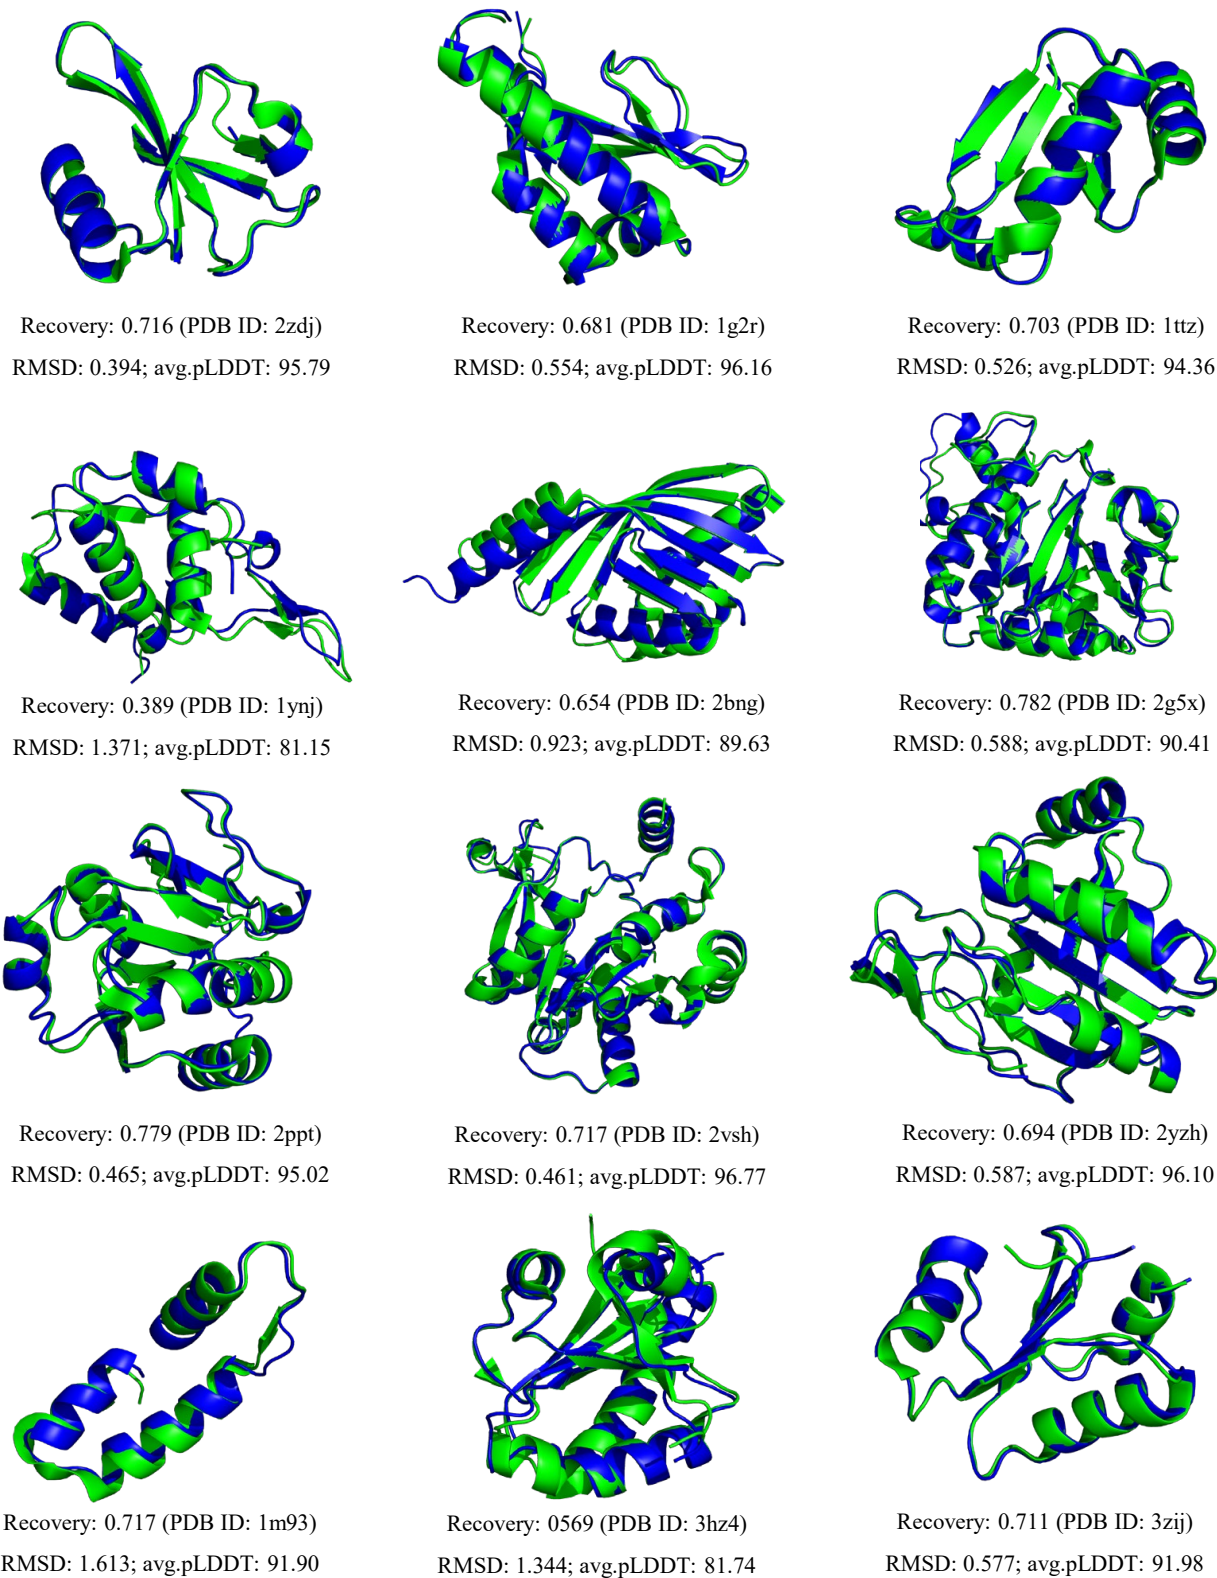 Recovery: 0.716 (PDB ID: 2zdj)
RMSD: 0.394; avg.pLDDT: 95.79
Recovery: 0.681 (PDB ID: 1g2r)
RMSD: 0.554; avg.pLDDT: 96.16
Recovery: 0.703 (PDB ID: 1ttz)
RMSD: 0.526; avg.pLDDT: 94.36
Recovery: 0.389 (PDB ID: 1ynj)
RMSD: 1.371; avg.pLDDT: 81.15
Recovery: 0.654 (PDB ID: 2bng)
RMSD: 0.923; avg.pLDDT: 89.63
Recovery: 0.782 (PDB ID: 2g5x)
RMSD: 0.588; avg.pLDDT: 90.41
Recovery: 0.779 (PDB ID: 2ppt)
RMSD: 0.465; avg.pLDDT: 95.02
Recovery: 0.717 (PDB ID: 2vsh)
RMSD: 0.461; avg.pLDDT: 96.77
Recovery: 0.694 (PDB ID: 2yzh)
RMSD: 0.587; avg.pLDDT: 96.10
Recovery: 0.717 (PDB ID: 1m93)
RMSD: 1.613; avg.pLDDT: 91.90
Recovery: 0569 (PDB ID: 3hz4)
RMSD: 1.344; avg.pLDDT: 81.74
Recovery: 0.711 (PDB ID: 3zij)
RMSD: 0.577; avg.pLDDT: 91.98